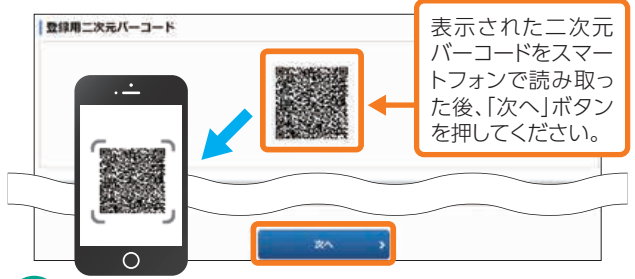 登録用二次元バーコード
表示された二次元
バーコードをスマー
トフォンで読み取っ
た後、「次へ」ボタン
を押してください。
次へ